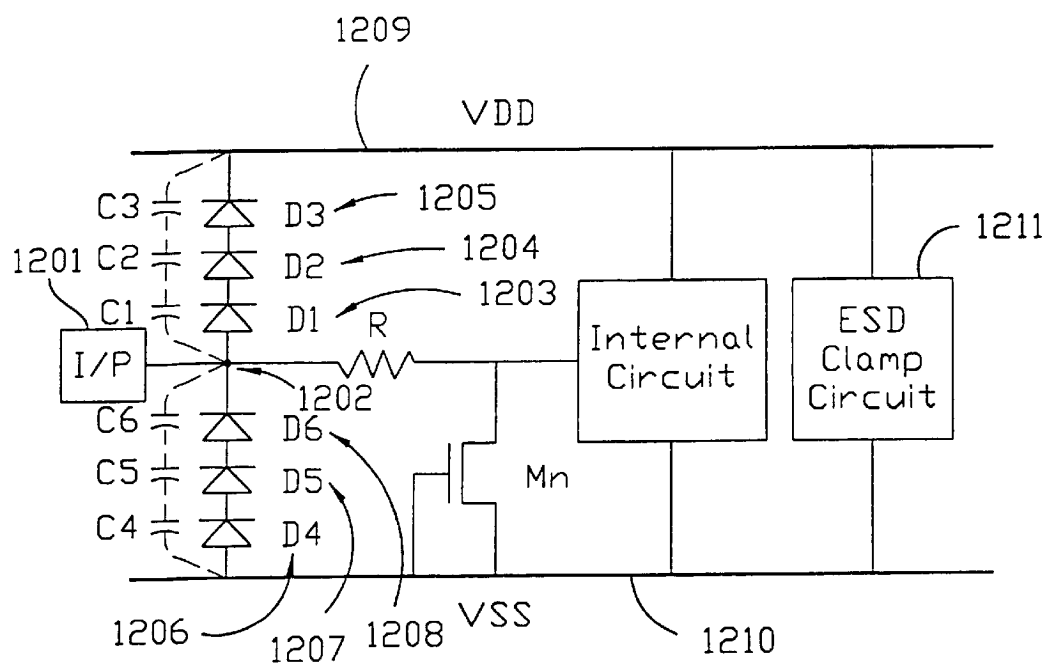 1209
VDD
C3
D3
1205
1201
C2
D2
1204
1211
C1
D1
1203
I/P
R
Internal
Circuit
ESD
Clamp
Circuit
1202
C6
D6
C5
D5
Mn
C4
D4
VSS
1206
1207
1208
1210